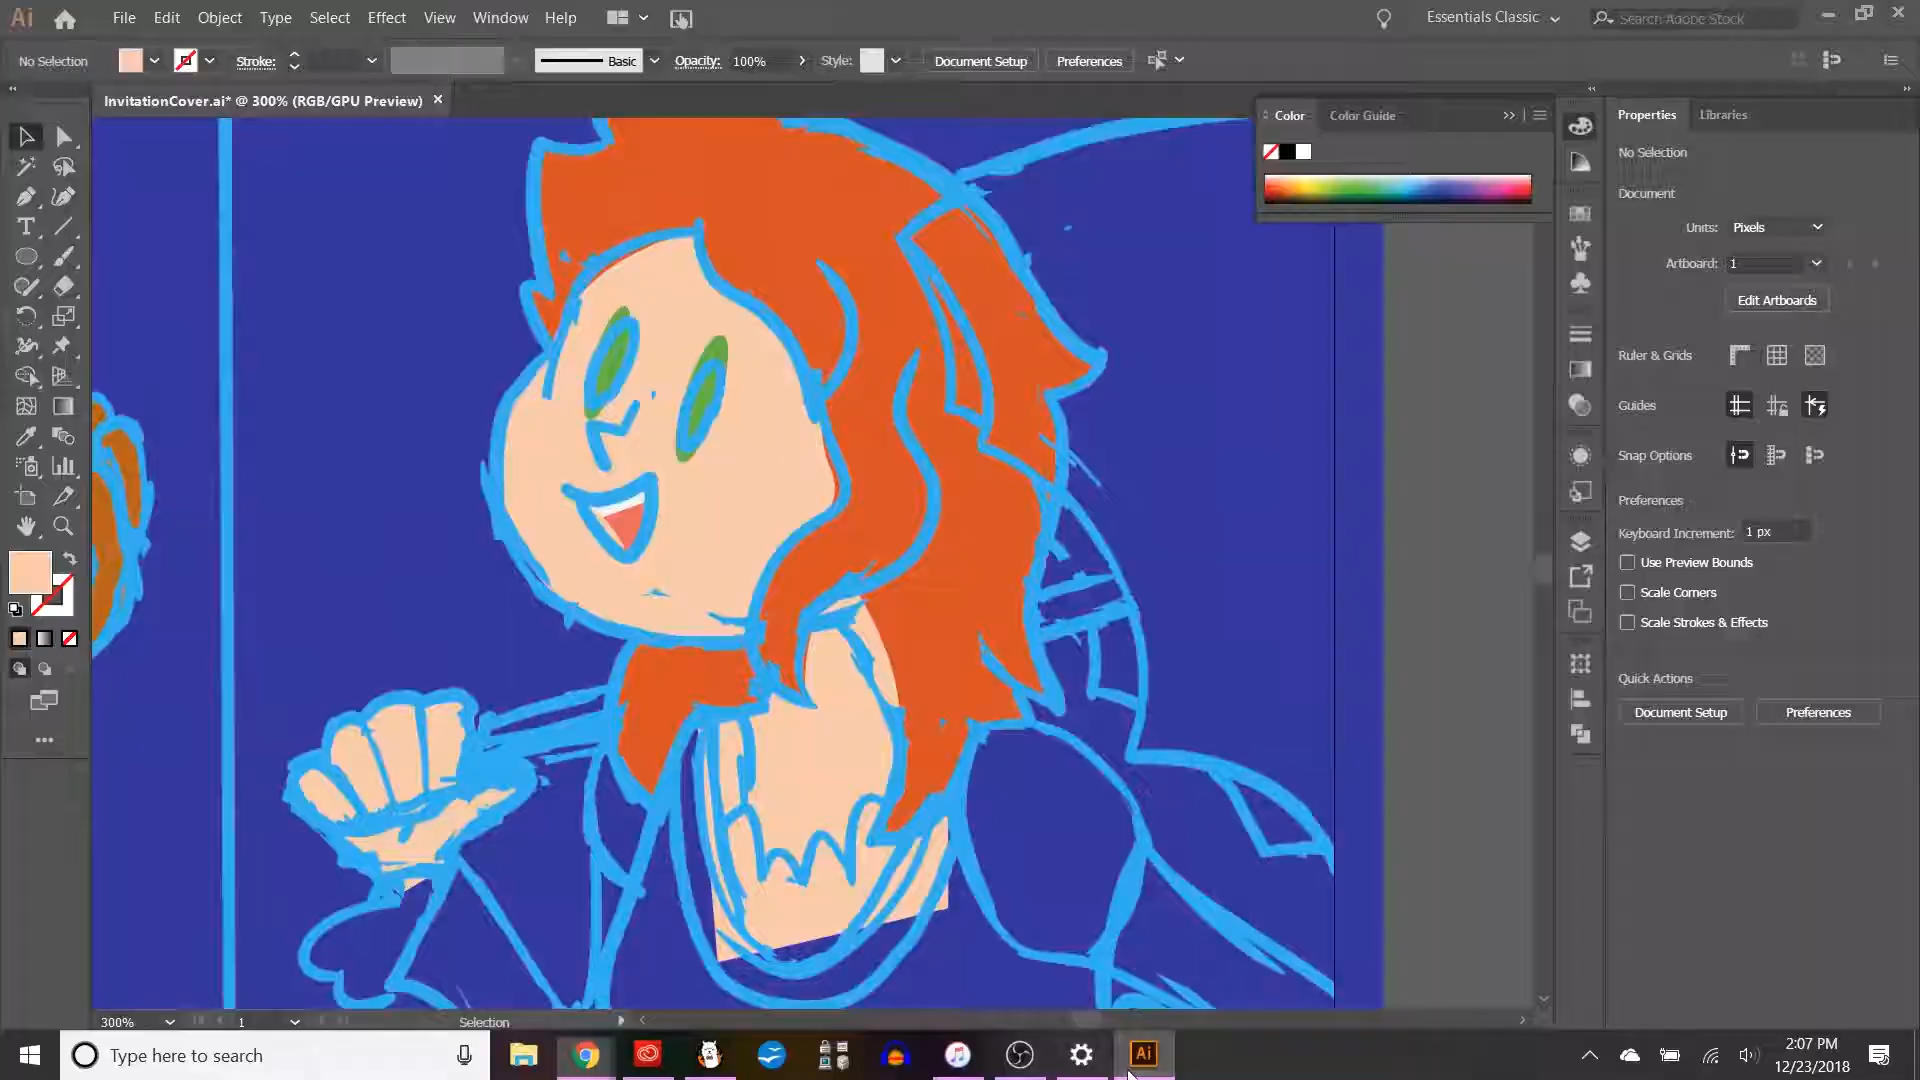 Ai File Edit Object Type Select Effect View Window Help Essentials Classic Search Adobe Stock
No Selection Stroke: Basic Opacity: 100% Style: Document Setup Preferences
InvitationCover.ai* @ 300% (RGB/GPU Preview)
Color Color Guide
Properties Libraries
No Selection
Document
Units: Pixels
Artboard: 1
Edit Artboards
Ruler & Grids
Guides
Snap Options
Preferences
Keyboard Increment: 1 px
Use Preview Bounds
Scale Corners
Scale Strokes & Effects
Quick Actions
Document Setup Preferences
300% 1 Selection
Type here to search
Ai
2:07 PM
12/23/2018